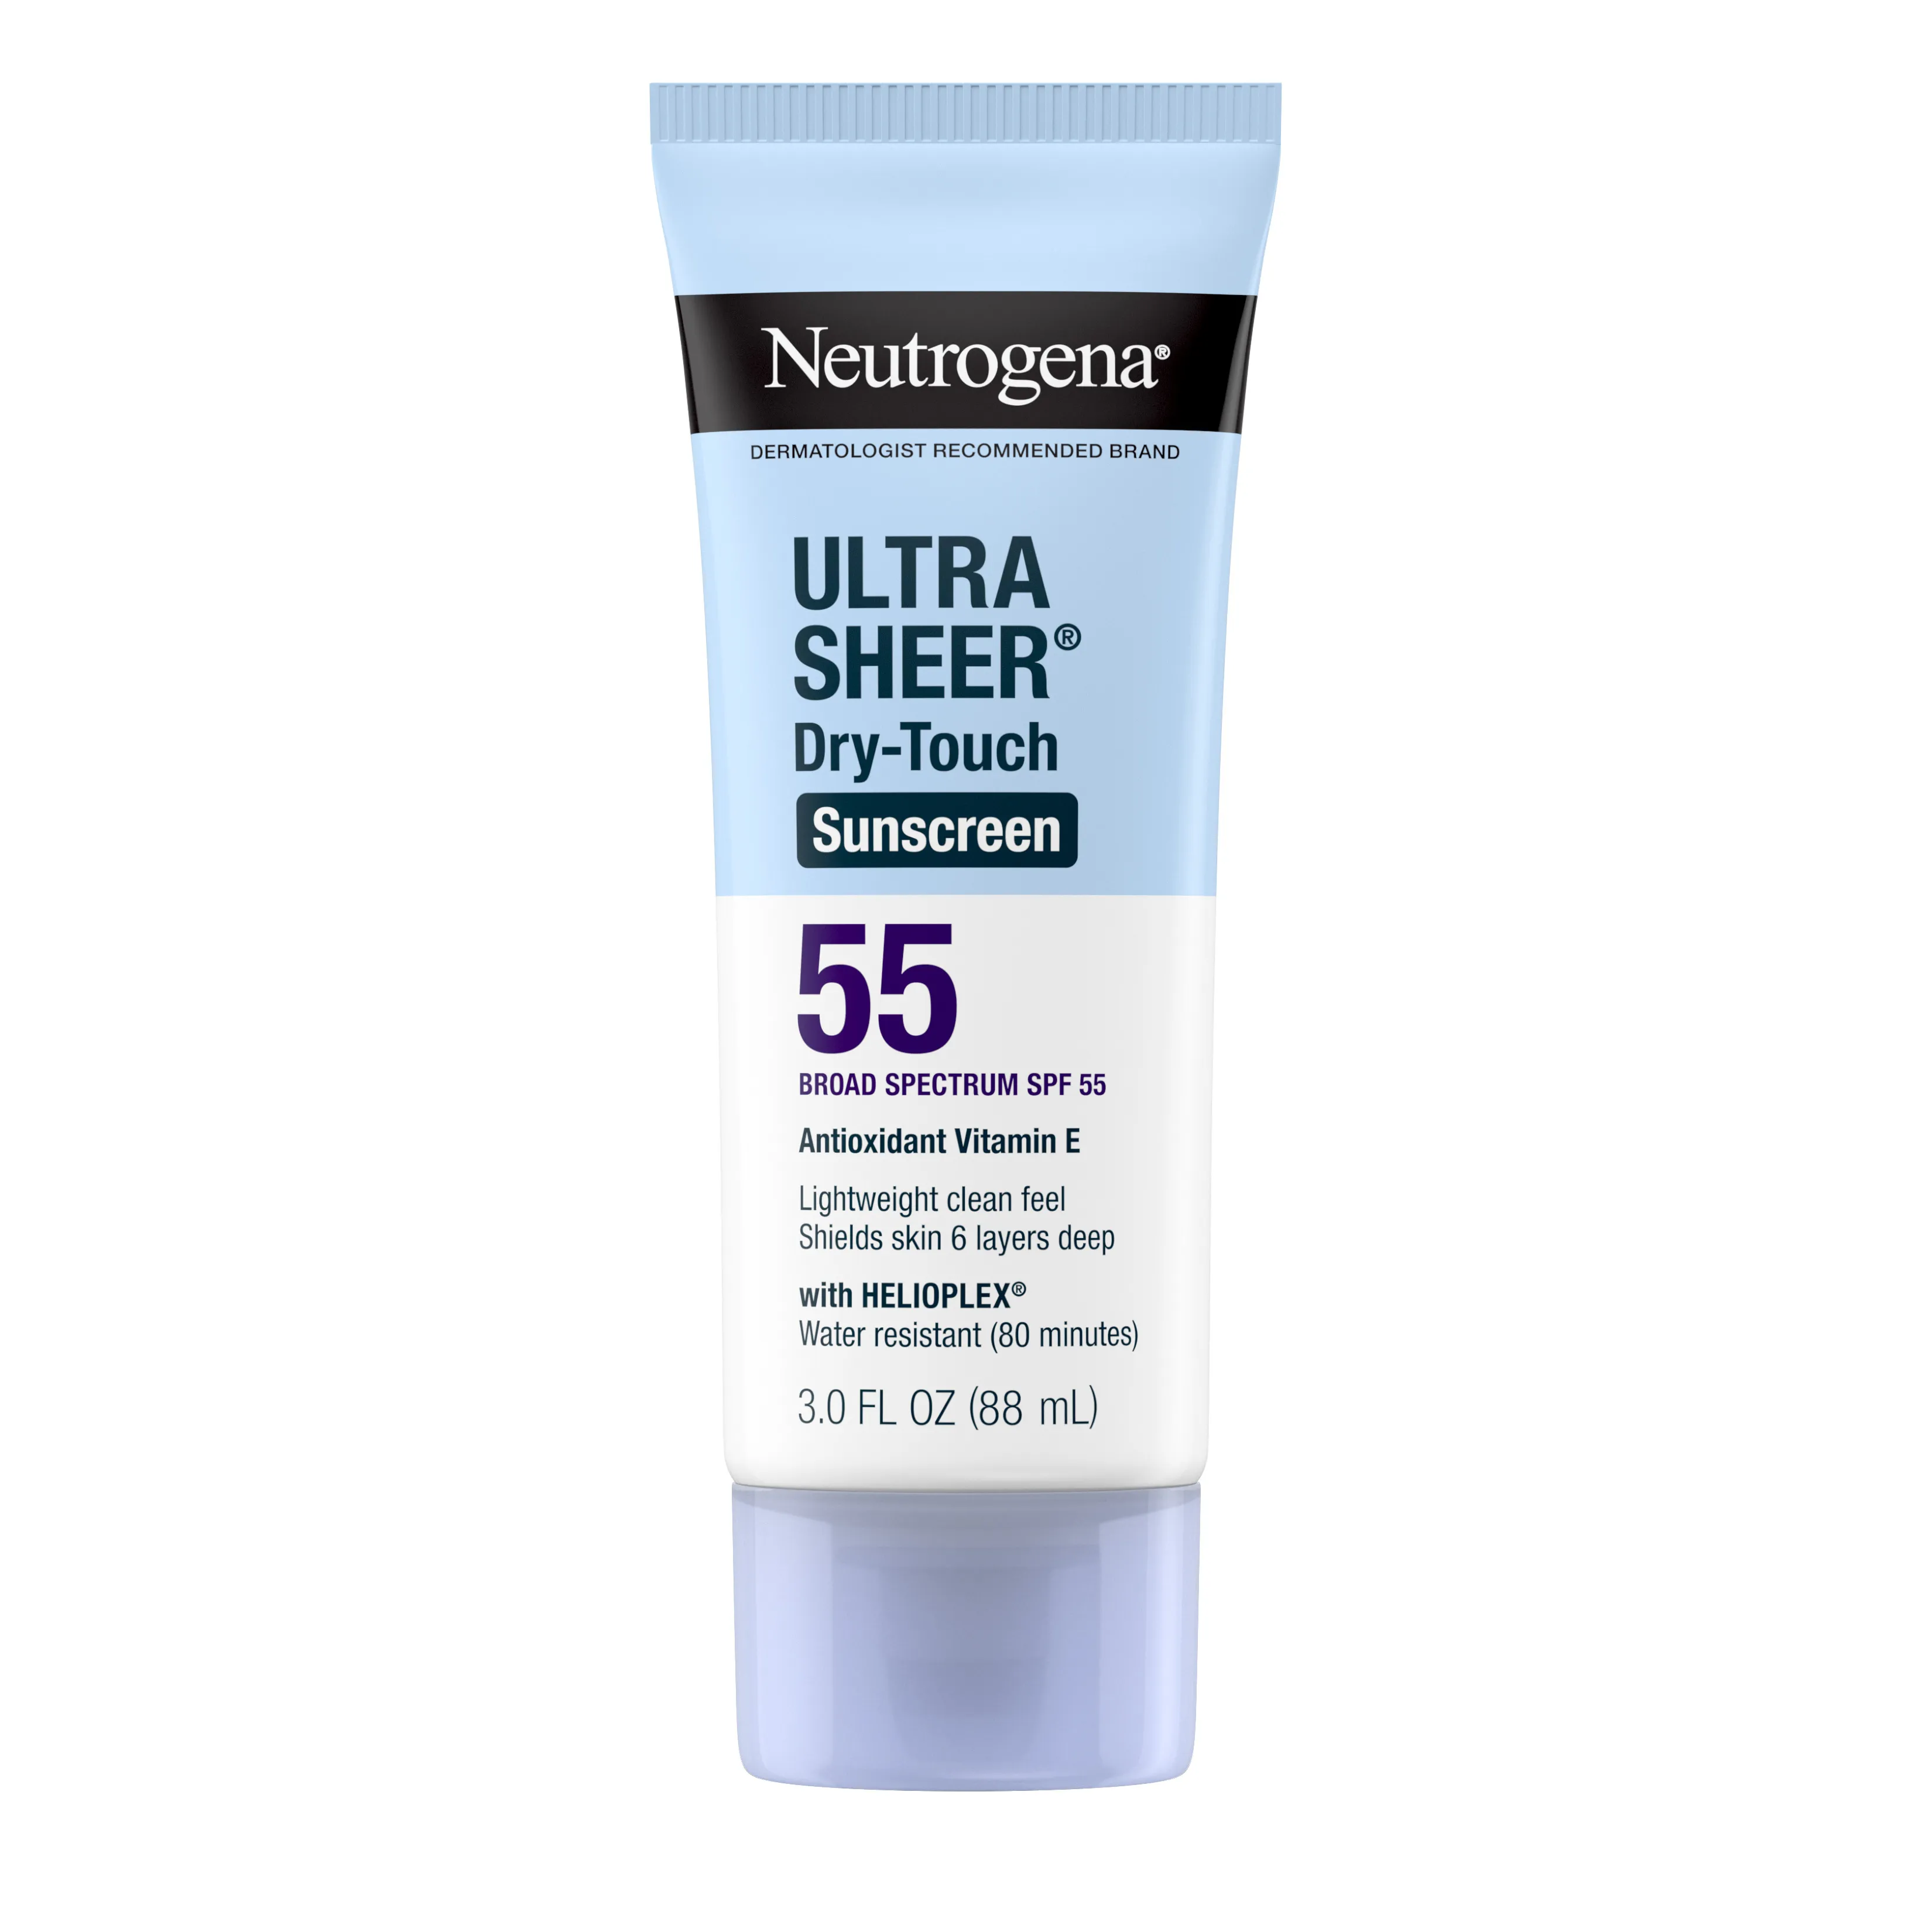 Neutrogena®
DERMATOLOGIST RECOMMENDED BRAND
ULTRA
SHEER®
Dry-Touch
Sunscreen
55
BROAD SPECTRUM SPF 55
Antioxidant Vitamin E
Lightweight clean feel
Shields skin 6 layers deep
with HELIOPLEX®
Water resistant (80 minutes)
3.0 FL OZ (88 mL)